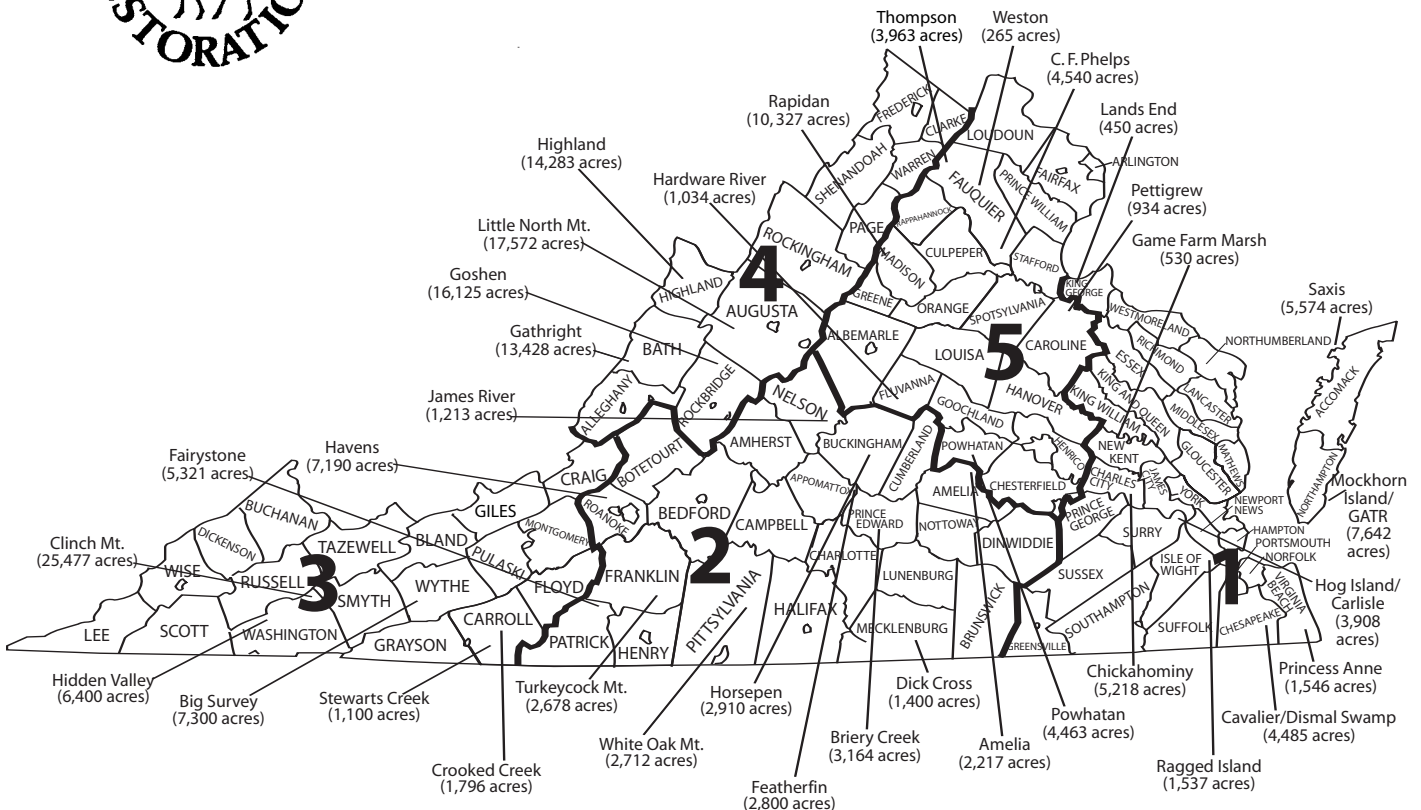 STORATI
Thompson
(3,963 acres)
Weston
(265 acres)
C. F. Phelps
(4,540 acres)
Lands End
(450 acres)
Pettigrew
(934 acres)
Game Farm Marsh
(530 acres)
Saxis
(5,574 acres)
Rapidan
(10,327 acres)
Highland
(14,283 acres)
Hardware River
(1,034 acres)
Little North Mt.
(17,572 acres)
Goshen
(16,125 acres)
Gathright
(13,428 acres)
James River
(1,213 acres)
Havens
(7,190 acres)
Fairystone
(5,321 acres)
Clinch Mt.
(25,477 acres)
FREDERICK
CLARKE
LOUDOUN
SHENANDOAH
WARREN
FAUQUIER
PRINCE WILLIAM
FAIRFAX
ARLINGTON
PAGE
RAPPAHANNOCK
ROCKINGHAM
MADISON
CULPEPER
STAFFORD
KING
GEORGE
HIGHLAND
4
AUGUSTA
GREENE
ORANGE
SPOTSYLVANIA
WESTMORELAND
NORTHUMBERLAND
RICHMOND
BATH
ALBEMARLE
LOUISA
5
CAROLINE
ESSEX
LANCASTER
ACCOMACK
ALLEGHANY
ROCKBRIDGE
NELSON
FLUVANNA
GOOCHLAND
HANOVER
KING WILLIAM
KING AND QUEEN
MIDDLESEX
MATHEWS
GLOUCESTER
NORTHAMPTON
AMHERST
BUCKINGHAM
CUMBERLAND
POWHATAN
HENRICO
NEW
KENT
CHARLES
CITY
JAMES
CITY
YORK
CRAIG
BOTETOURT
APPOMATTOX
AMELIA
CHESTERFIELD
PRINCE
GEORGE
NEWPORT
NEWS
HAMPTON
PORTSMOUTH
NORFOLK
GILES
ROANOKE
BEDFORD
2
CAMPBELL
PRINCE
EDWARD
NOTTOWAY
DINWIDDIE
SURRY
ISLE OF
WIGHT
1
VIRGINIA
BEACH
BUCHANAN
DICKENSON
TAZEWELL
BLAND
MONTGOMERY
PULASKI
WISE
RUSSELL
3
SMYTH
WYTHE
FLOYD
FRANKLIN
CHARLOTTE
LUNENBURG
SUSSEX
SOUTHAMPTON
LEE
SCOTT
WASHINGTON
GRAYSON
CARROLL
PATRICK
HENRY
PITTSYLVANIA
HALIFAX
MECKLENBURG
BRUNSWICK
GREENSVILLE
SUFFOLK
CHESAPEAKE
Mockhorn
Island/
GATR
(7,642
acres)
Hog Island/
Carlisle
(3,908
acres)
Princess Anne
(1,546 acres)
Cavalier/Dismal Swamp
(4,485 acres)
Ragged Island
(1,537 acres)
Chickahominy
(5,218 acres)
Powhatan
(4,463 acres)
Amelia
(2,217 acres)
Dick Cross
(1,400 acres)
Briery Creek
(3,164 acres)
Featherfin
(2,800 acres)
Horsepen
(2,910 acres)
White Oak Mt.
(2,712 acres)
Turkeycock Mt.
(2,678 acres)
Crooked Creek
(1,796 acres)
Stewarts Creek
(1,100 acres)
Big Survey
(7,300 acres)
Hidden Valley
(6,400 acres)